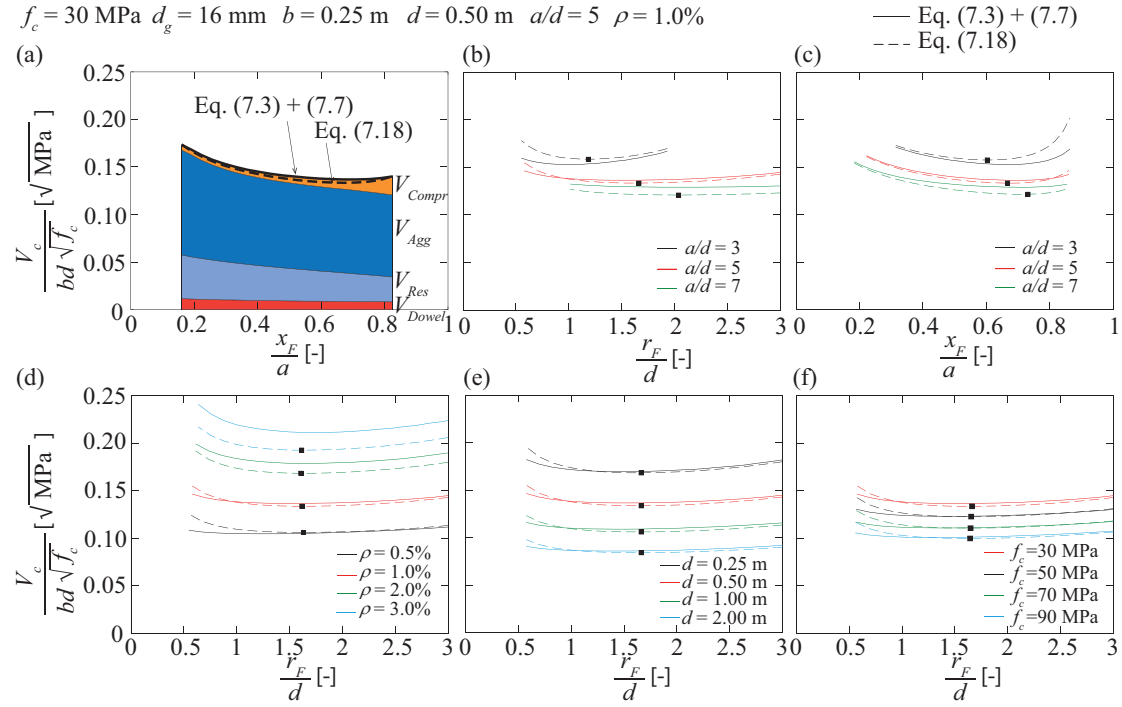 f_c = 30 MPa d_g = 16 mm b = 0.25 m d = 0.50 m a/d = 5 ρ = 1.0%
Eq. (7.3) + (7.7)
Eq. (7.18)
(a)
V_c / bd √f_c [√MPa]
0.25
0.20
0.15
0.10
0.05
0
Eq. (7.3) + (7.7)
Eq. (7.18)
V_Compr
V_Agg
V_Res
V_Dowel
0 0.2 0.4 0.6 0.8 1
x_F / a [-]
(b)
a/d = 3
a/d = 5
a/d = 7
0.5 1 1.5 2 2.5 3
r_F / d [-]
(c)
a/d = 3
a/d = 5
a/d = 7
0 0.2 0.4 0.6 0.8 1
x_F / a [-]
(d)
V_c / bd √f_c [√MPa]
0.25
0.20
0.15
0.10
0.05
0
ρ = 0.5%
ρ = 1.0%
ρ = 2.0%
ρ = 3.0%
0 0.5 1 1.5 2 2.5 3
r_F / d [-]
(e)
d = 0.25 m
d = 0.50 m
d = 1.00 m
d = 2.00 m
0 0.5 1 1.5 2 2.5 3
r_F / d [-]
(f)
f_c = 30 MPa
f_c = 50 MPa
f_c = 70 MPa
f_c = 90 MPa
0 0.5 1 1.5 2 2.5 3
r_F / d [-]